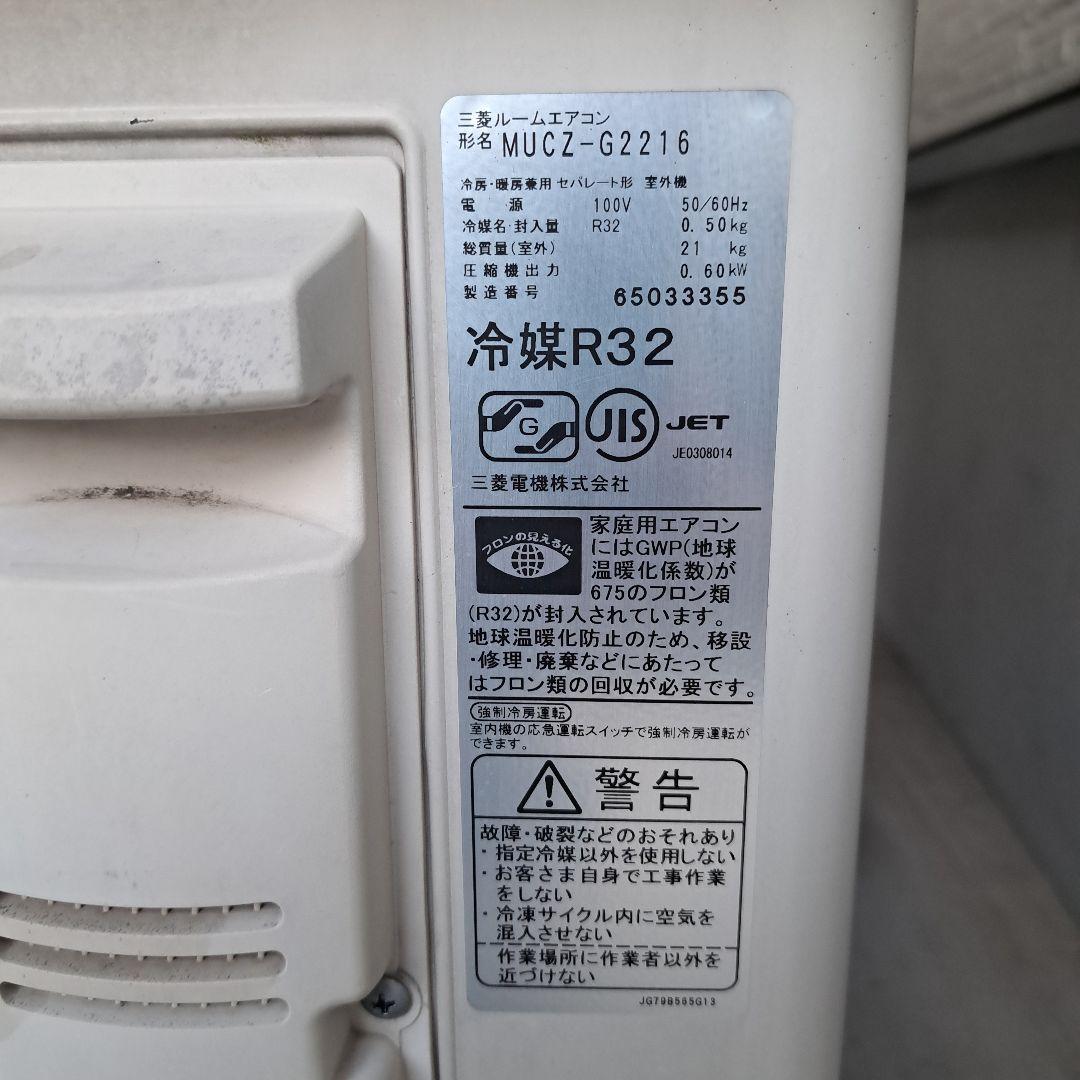 三菱ルームエアコン
形名 MUCZ-G2216
冷房・暖房兼用 セパレート形 室外機
電源 100V 50/60Hz
冷媒名・封入量 R32 0.50kg
総質量(室外) 21 kg
圧縮機出力 0.60kW
製造番号 65033355
冷媒R32
G JIS JET
JE0308014
三菱電機株式会社
フロンの見える化
家庭用エアコン
にはGWP(地球
温暖化係数)が
675のフロン類
(R32)が封入されています。
地球温暖化防止のため、移設
・修理・廃棄などにあたって
はフロン類の回収が必要です。
強制冷房運転
室内機の応急運転スイッチで強制冷房運転が
できます。
警告
故障・破裂などのおそれあり
・指定冷媒以外を使用しない
・お客さま自身で工事作業
をしない
・冷凍サイクル内に空気を
混入させない
作業場所に作業者以外を
近づけない
JG79B565G13